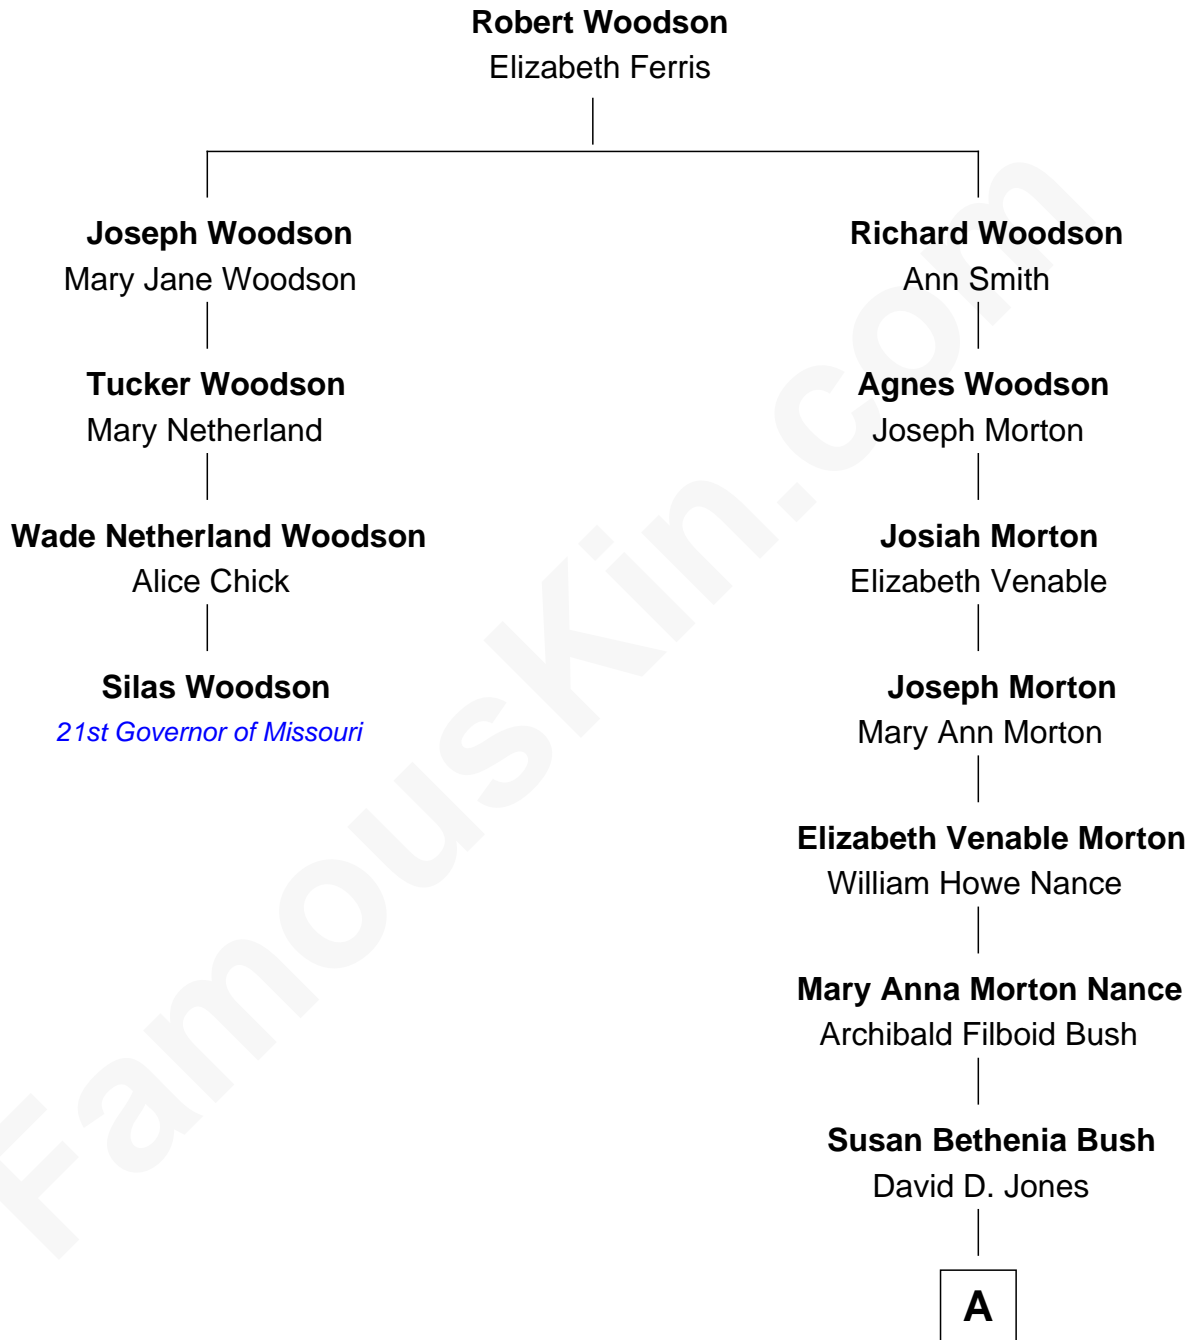 Robert Woodson
Elizabeth Ferris
Joseph Woodson
Mary Jane Woodson
Tucker Woodson
Mary Netherland
Wade Netherland Woodson
Alice Chick
Silas Woodson
21st Governor of Missouri
Richard Woodson
Ann Smith
Agnes Woodson
Joseph Morton
Josiah Morton
Elizabeth Venable
Joseph Morton
Mary Ann Morton
Elizabeth Venable Morton
William Howe Nance
Mary Anna Morton Nance
Archibald Filboid Bush
Susan Bethenia Bush
David D. Jones
A
FamousKin.com